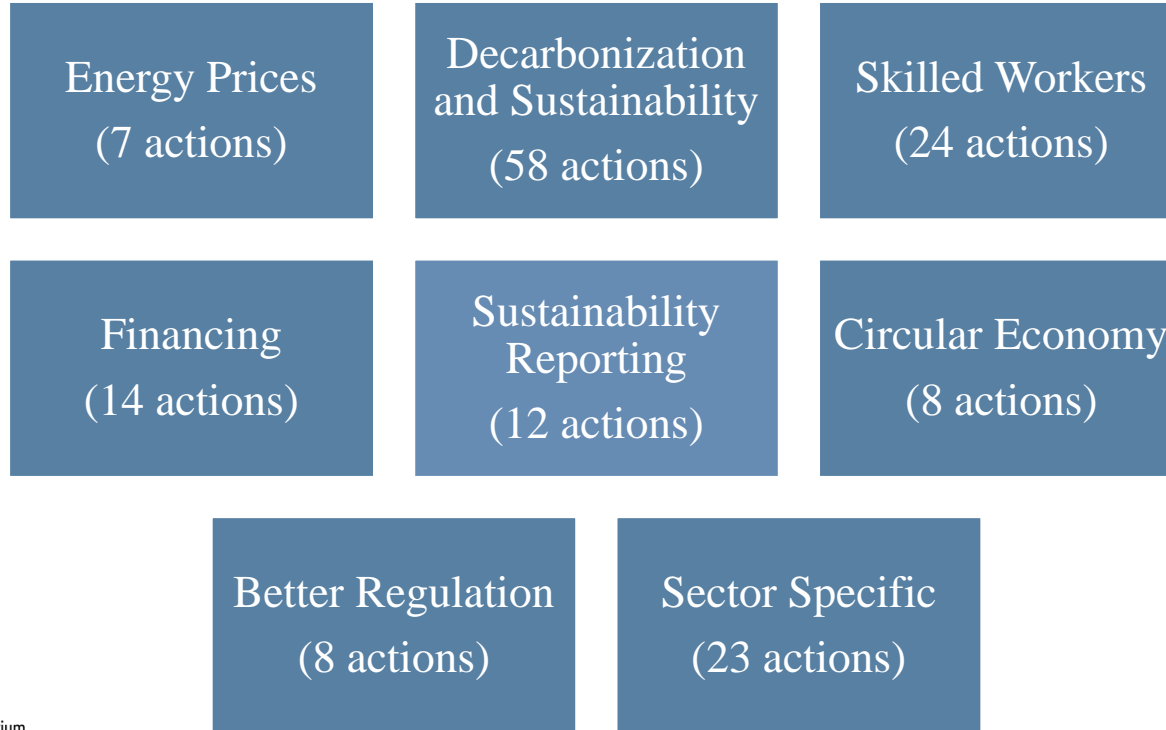 Energy Prices
(7 actions)
Decarbonization
and Sustainability
(58 actions)
Skilled Workers
(24 actions)
Financing
(14 actions)
Sustainability
Reporting
(12 actions)
Circular Economy
(8 actions)
Better Regulation
(8 actions)
Sector Specific
(23 actions)